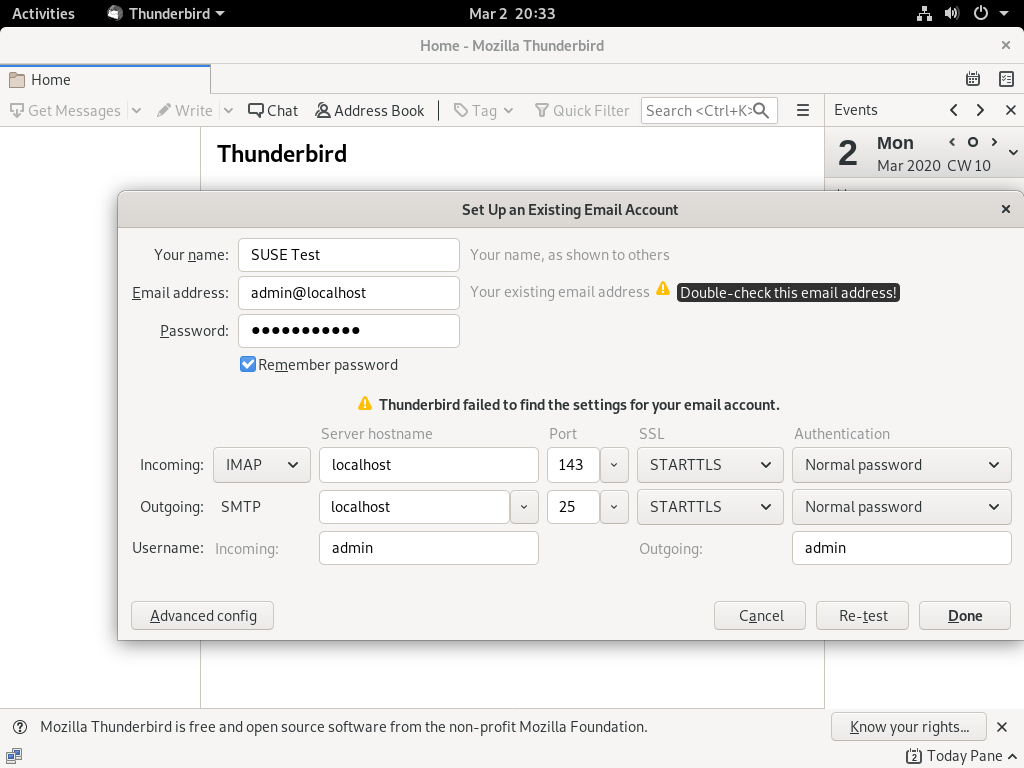 Activities Thunderbird Mar 2 20:33
Home - Mozilla Thunderbird
Home
Get Messages Write Chat Address Book Tag Quick Filter Search <Ctrl+K> Events
Thunderbird
2 Mon
Mar 2020 CW 10
Set Up an Existing Email Account
Your name: SUSE Test Your name, as shown to others
Email address: admin@localhost Your existing email address Double-check this email address!
Password: ●●●●●●●●●●●
Remember password
Thunderbird failed to find the settings for your email account.
Server hostname Port SSL Authentication
Incoming: IMAP localhost 143 STARTTLS Normal password
Outgoing: SMTP localhost 25 STARTTLS Normal password
Username: Incoming: admin Outgoing: admin
Advanced config Cancel Re-test Done
Mozilla Thunderbird is free and open source software from the non-profit Mozilla Foundation. Know your rights...
2 Today Pane